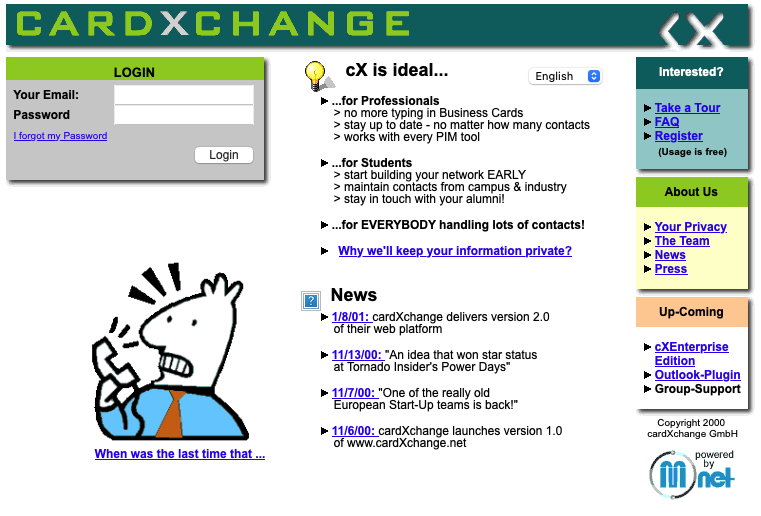 CARDXCHANGE
cX
LOGIN
Your Email:
Password
I forgot my Password
Login
When was the last time that ...
cX is ideal...
English
...for Professionals
> no more typing in Business Cards
> stay up to date - no matter how many contacts
> works with every PIM tool
...for Students
> start building your network EARLY
> maintain contacts from campus & industry
> stay in touch with your alumni!
...for EVERYBODY handling lots of contacts!
Why we'll keep your information private?
?
News
1/8/01: cardXchange delivers version 2.0
of their web platform
11/13/00: "An idea that won star status
at Tornado Insider's Power Days"
11/7/00: "One of the really old
European Start-Up teams is back!"
11/6/00: cardXchange launches version 1.0
of www.cardXchange.net
Interested?
Take a Tour
FAQ
Register
(Usage is free)
About Us
Your Privacy
The Team
News
Press
Up-Coming
cXEnterprise
Edition
Outlook-Plugin
Group-Support
Copyright 2000
cardXchange GmbH
powered
by
Mnet